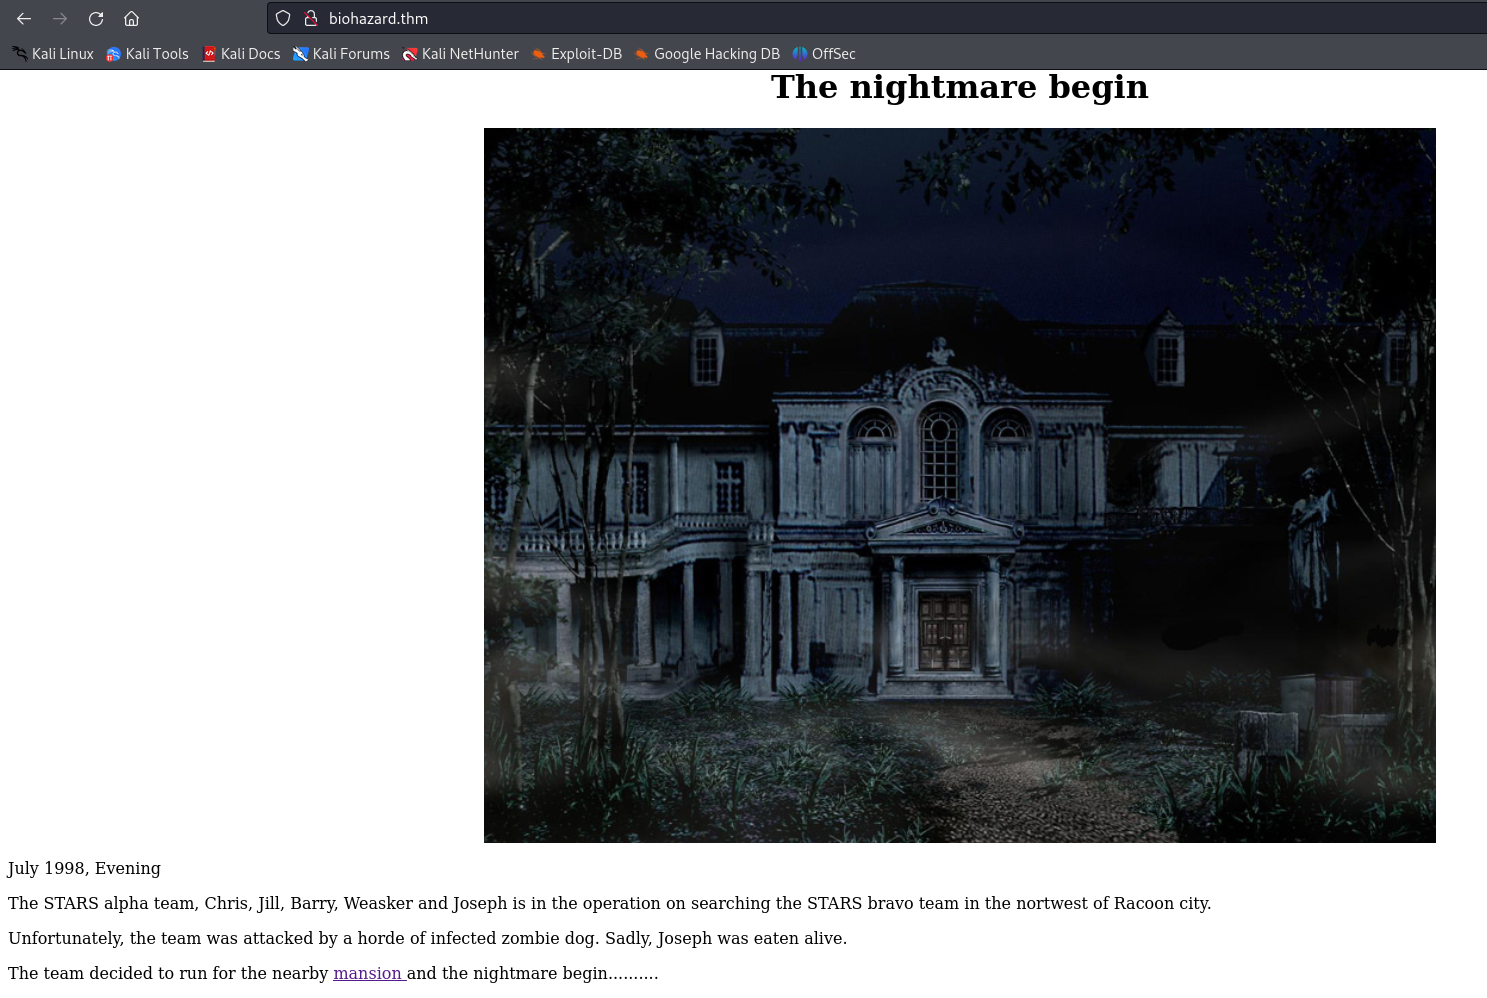 biohazard.thm
Kali Linux Kali Tools Kali Docs Kali Forums Kali NetHunter Exploit-DB Google Hacking DB OffSec
The nightmare begin
July 1998, Evening
The STARS alpha team, Chris, Jill, Barry, Weasker and Joseph is in the operation on searching the STARS bravo team in the nortwest of Racoon city.
Unfortunately, the team was attacked by a horde of infected zombie dog. Sadly, Joseph was eaten alive.
The team decided to run for the nearby mansion and the nightmare begin..........